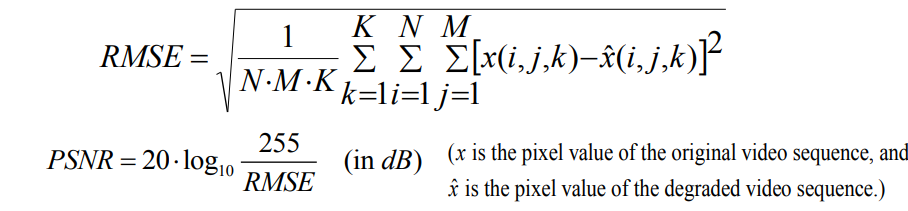 RMSE = √(1/(N·M·K) Σ_{k=1}^{K} Σ_{i=1}^{N} Σ_{j=1}^{M} [x(i,j,k)−x̂(i,j,k)]²)
PSNR = 20·log₁₀ 255/RMSE (in dB) (x is the pixel value of the original video sequence, and
x̂ is the pixel value of the degraded video sequence.)